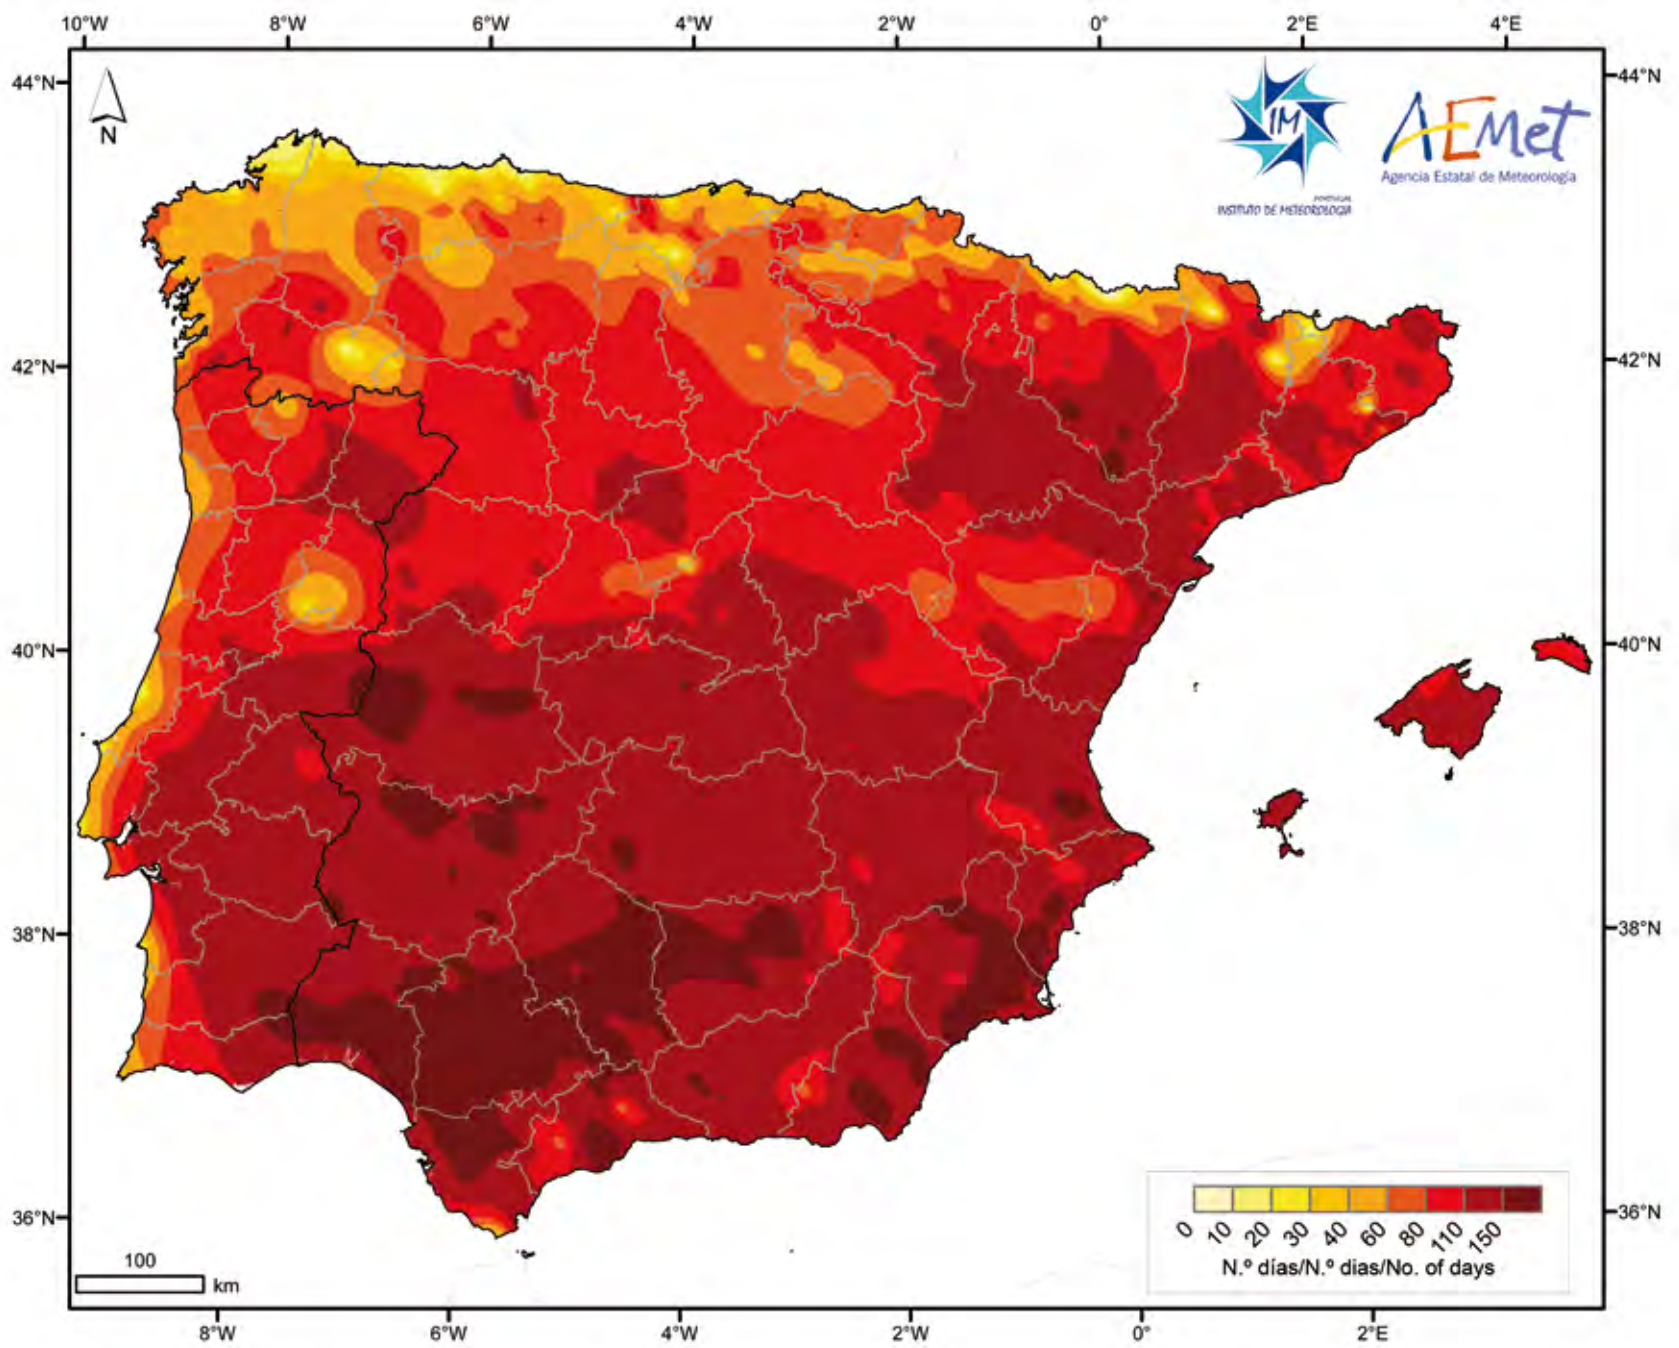 10°W 8°W 6°W 4°W 2°W 0° 2°E 4°E
44°N 44°N
N
IM
AEMet
Agencia Estatal de Meteorología
PORTUGAL
INSTITUTO DE METEOROLOGIA
42°N 42°N
40°N 40°N
38°N 38°N
36°N 36°N
0 10 20 30 40 60 80 110 150
N.º días/N.º dias/No. of days
100
km
8°W 6°W 4°W 2°W 0° 2°E